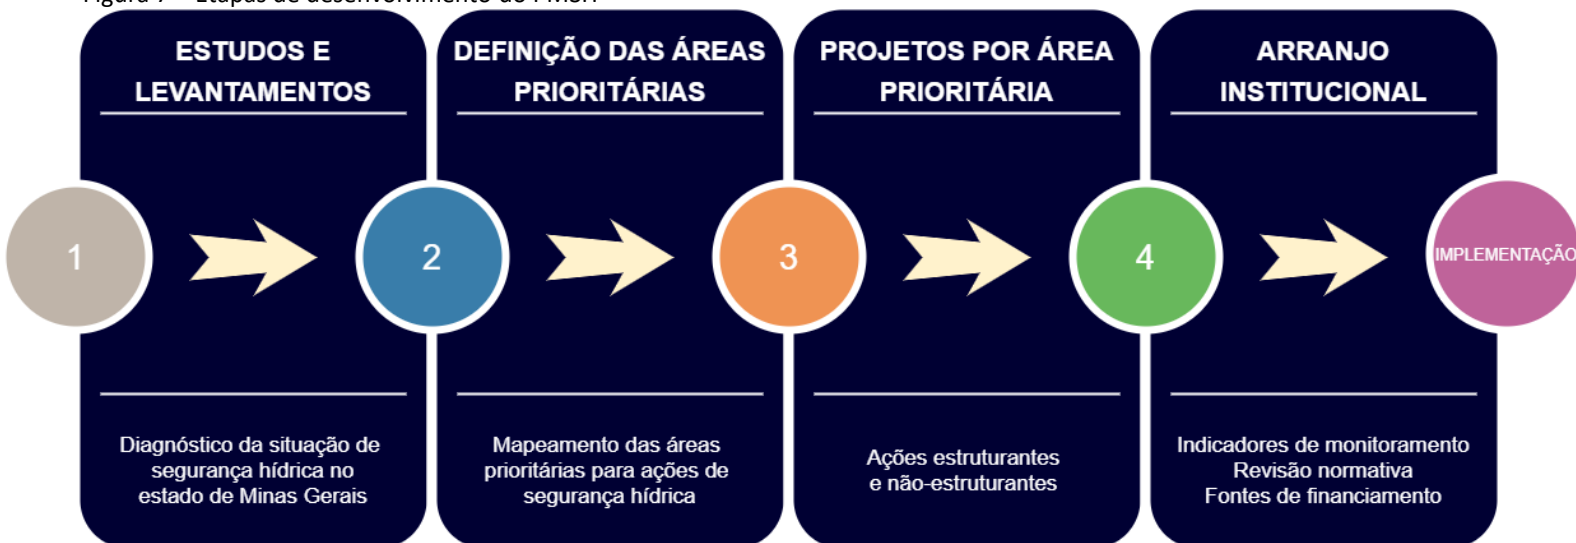 ESTUDOS E
LEVANTAMENTOS
DEFINIÇÃO DAS ÁREAS
PRIORITÁRIAS
PROJETOS POR ÁREA
PRIORITÁRIA
ARRANJO
INSTITUCIONAL
1
2
3
4
IMPLEMENTAÇÃO
Diagnóstico da situação de
segurança hídrica no
estado de Minas Gerais
Mapeamento das áreas
prioritárias para ações de
segurança hídrica
Ações estruturantes
e não-estruturantes
Indicadores de monitoramento
Revisão normativa
Fontes de financiamento